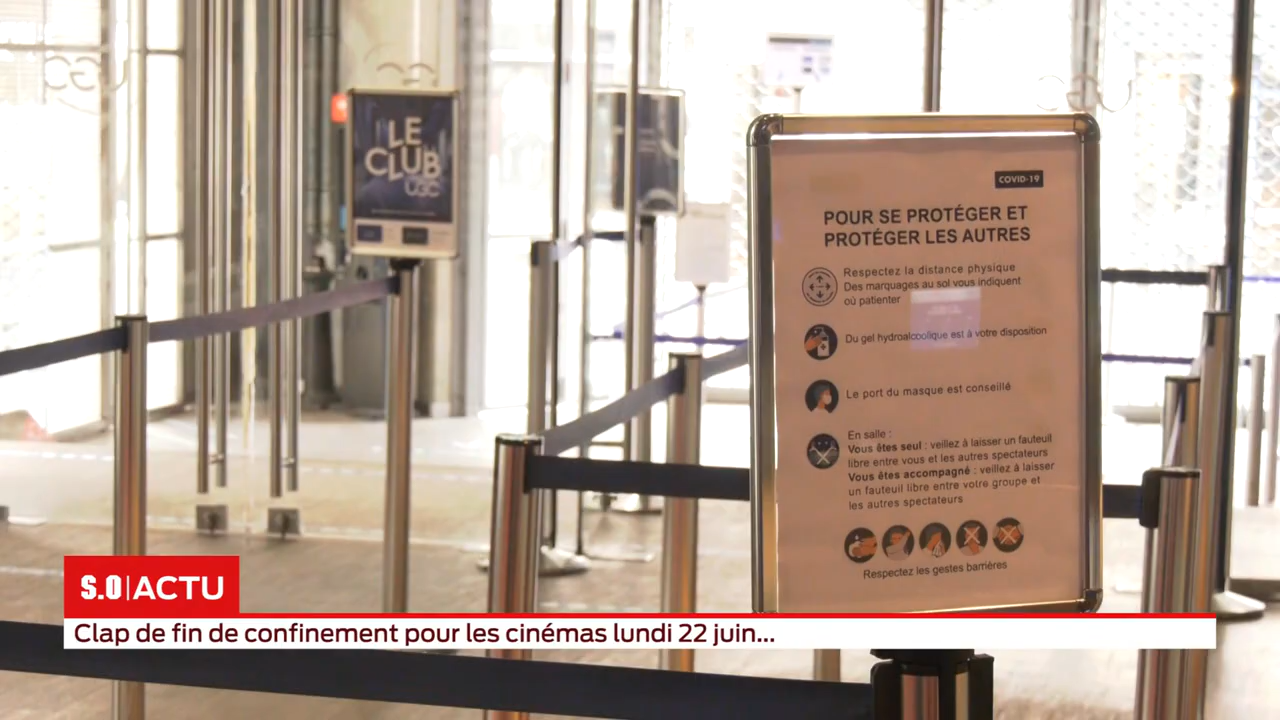 UGC
UGC
LE
CLUB
UGC
COVID-19
POUR SE PROTÉGER ET
PROTÉGER LES AUTRES
Respectez la distance physique
Des marquages au sol vous indiquent
où patienter
Du gel hydroalcoolique est à votre disposition
Le port du masque est conseillé
En salle :
Vous êtes seul : veillez à laisser un fauteuil
libre entre vous et les autres spectateurs
Vous êtes accompagné : veillez à laisser
un fauteuil libre entre votre groupe et
les autres spectateurs
Respectez les gestes barrières
S.O|ACTU
Clap de fin de confinement pour les cinémas lundi 22 juin...